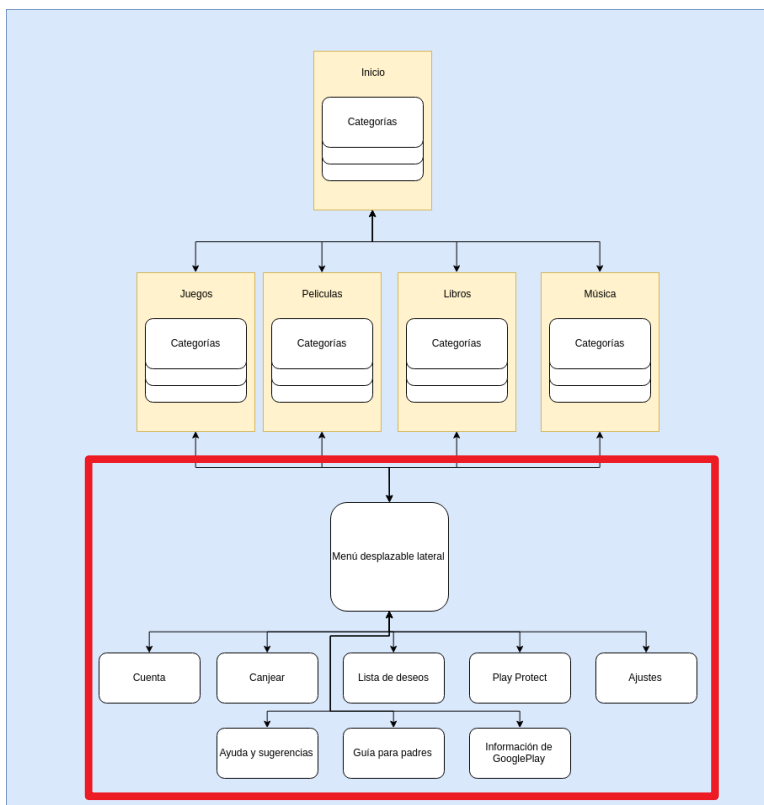 Inicio
Categorías
Juegos
Peliculas
Libros
Música
Categorías
Categorías
Categorías
Categorías
Menú desplazable lateral
Cuenta
Canjear
Lista de deseos
Play Protect
Ajustes
Ayuda y sugerencias
Guía para padres
Información de
GooglePlay